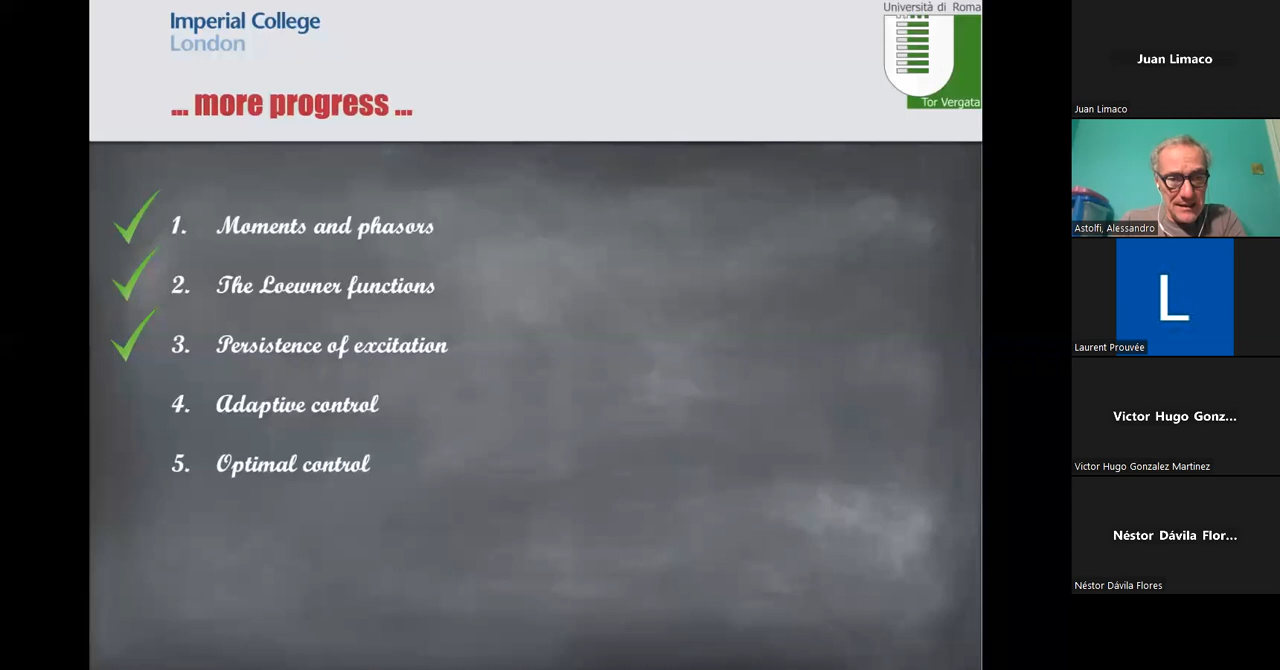 Imperial College
London
Università di Roma
Tor Vergata
... more progress ...
1. Moments and phasors
2. The Loewner functions
3. Persistence of excitation
4. Adaptive control
5. Optimal control
Juan Limaco
Juan Limaco
Astolfi, Alessandro
L
Laurent Prouvée
Victor Hugo Gonz...
Victor Hugo Gonzalez Martinez
Néstor Dávila Flor...
Néstor Dávila Flores